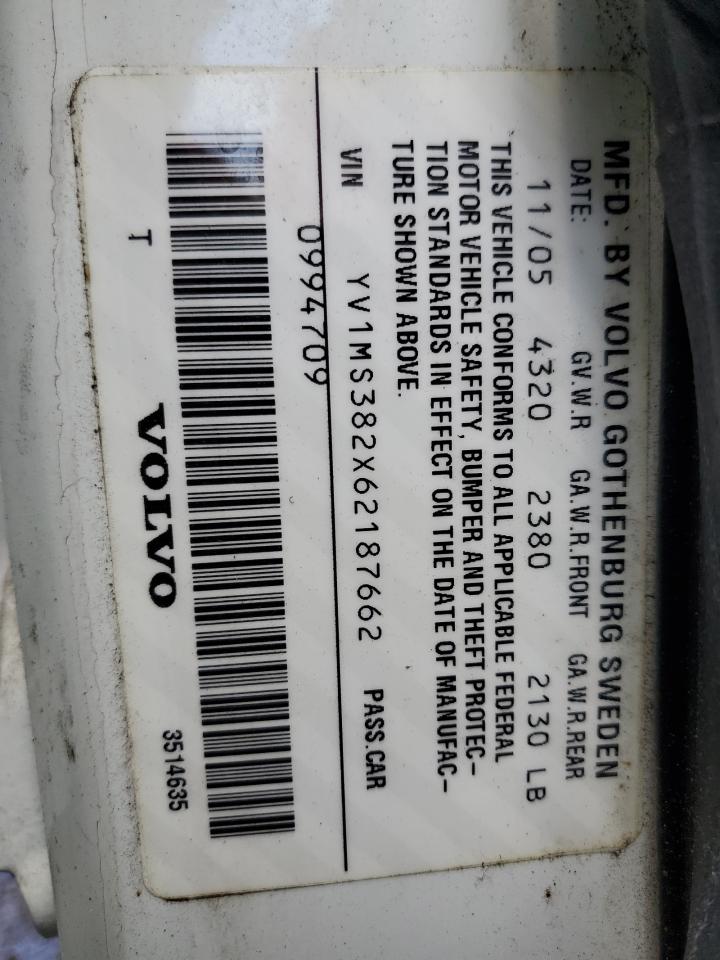 MFD. BY VOLVO GOTHENBURG SWEDEN
DATE: GV.W.R GA.W.R.FRONT GA.W.R.REAR
11/05 4320 2380 2130 LB
THIS VEHICLE CONFORMS TO ALL APPLICABLE FEDERAL
MOTOR VEHICLE SAFETY, BUMPER AND THEFT PROTEC-
TION STANDARDS IN EFFECT ON THE DATE OF MANUFAC-
TURE SHOWN ABOVE.
VIN YV1MS382X62187662 PASS.CAR
0994709
T VOLVO 3514635